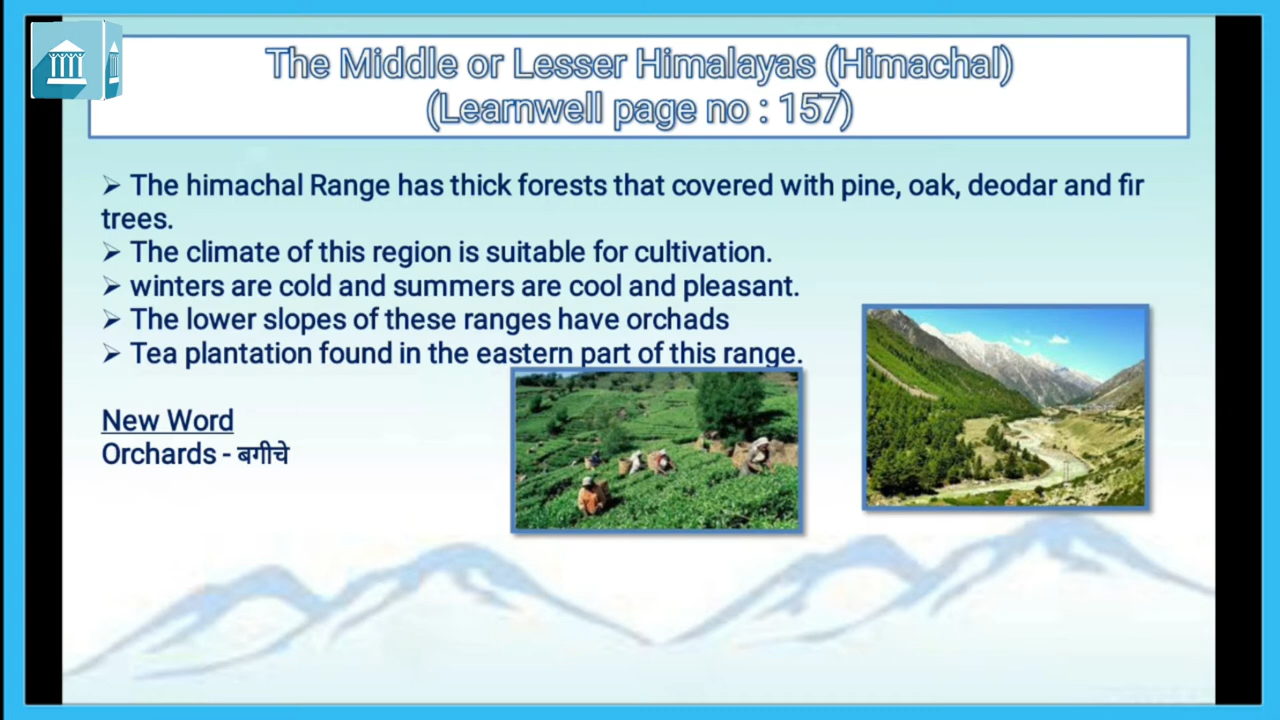 The Middle or Lesser Himalayas (Himachal)
(Learnwell page no : 157)
➢ The himachal Range has thick forests that covered with pine, oak, deodar and fir
trees.
➢ The climate of this region is suitable for cultivation.
➢ winters are cold and summers are cool and pleasant.
➢ The lower slopes of these ranges have orchads
➢ Tea plantation found in the eastern part of this range.
New Word
Orchards - बगीचे